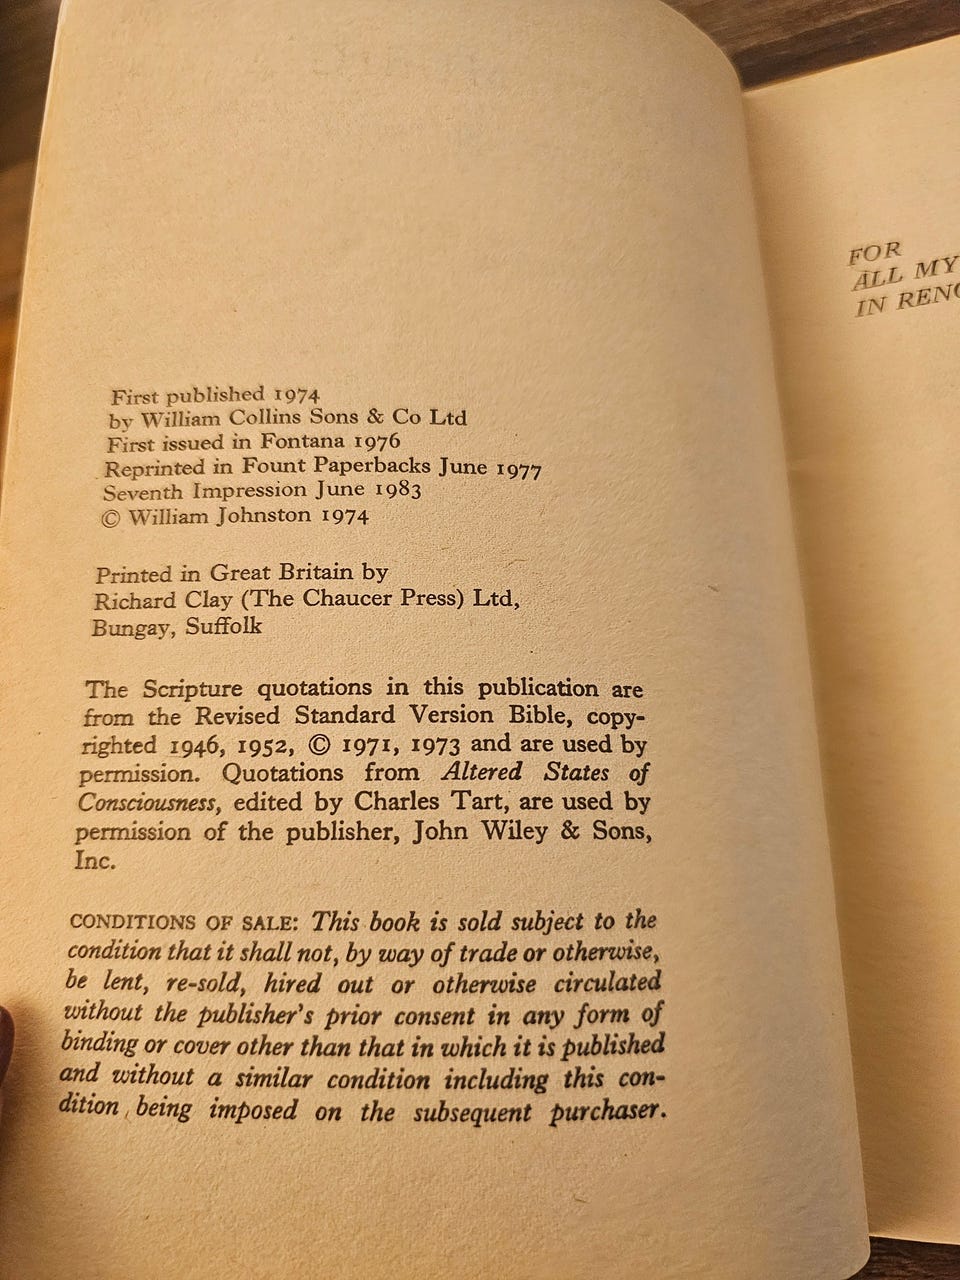 First published 1974
by William Collins Sons & Co Ltd
First issued in Fontana 1976
Reprinted in Fount Paperbacks June 1977
Seventh Impression June 1983
© William Johnston 1974
Printed in Great Britain by
Richard Clay (The Chaucer Press) Ltd,
Bungay, Suffolk
The Scripture quotations in this publication are
from the Revised Standard Version Bible, copy-
righted 1946, 1952, © 1971, 1973 and are used by
permission. Quotations from Altered States of
Consciousness, edited by Charles Tart, are used by
permission of the publisher, John Wiley & Sons,
Inc.
CONDITIONS OF SALE: This book is sold subject to the
condition that it shall not, by way of trade or otherwise,
be lent, re-sold, hired out or otherwise circulated
without the publisher's prior consent in any form of
binding or cover other than that in which it is published
and without a similar condition including this con-
dition being imposed on the subsequent purchaser.
FOR
ALL MY
IN